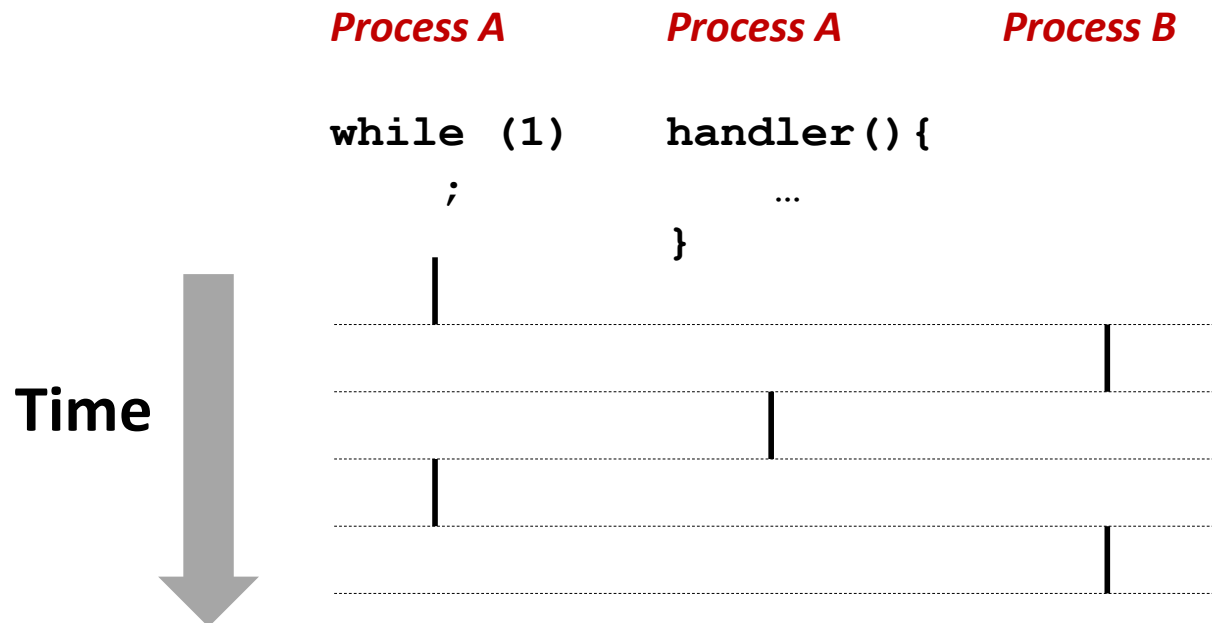 Process A Process A Process B
while (1) handler(){
; …
}
Time